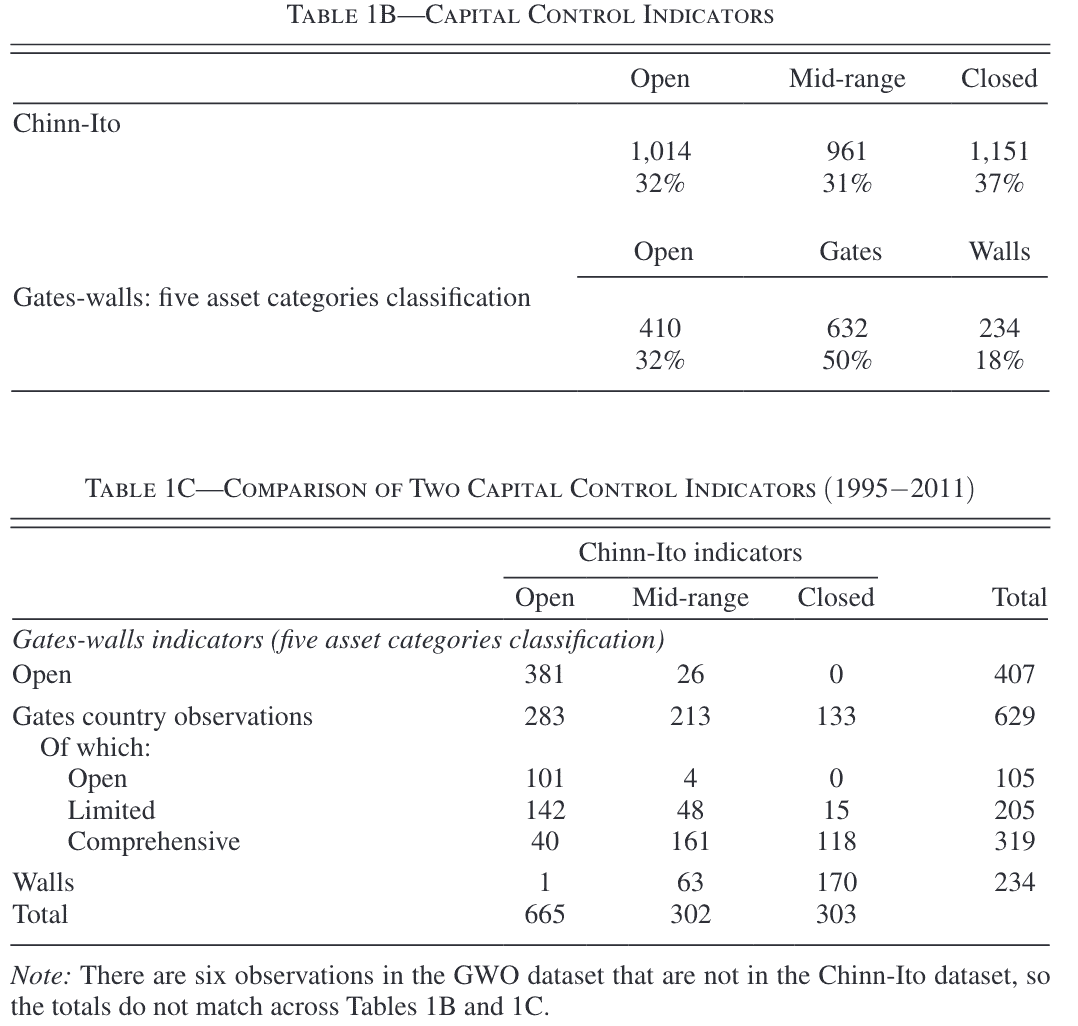 TABLE 1B—CAPITAL CONTROL INDICATORS
Open Mid-range Closed
Chinn-Ito
1,014 961 1,151
32% 31% 37%
Open Gates Walls
Gates-walls: five asset categories classification
410 632 234
32% 50% 18%
TABLE 1C—COMPARISON OF TWO CAPITAL CONTROL INDICATORS (1995−2011)
Chinn-Ito indicators
Open Mid-range Closed Total
Gates-walls indicators (five asset categories classification)
Open 381 26 0 407
Gates country observations 283 213 133 629
Of which:
Open 101 4 0 105
Limited 142 48 15 205
Comprehensive 40 161 118 319
Walls 1 63 170 234
Total 665 302 303
Note: There are six observations in the GWO dataset that are not in the Chinn-Ito dataset, so
the totals do not match across Tables 1B and 1C.